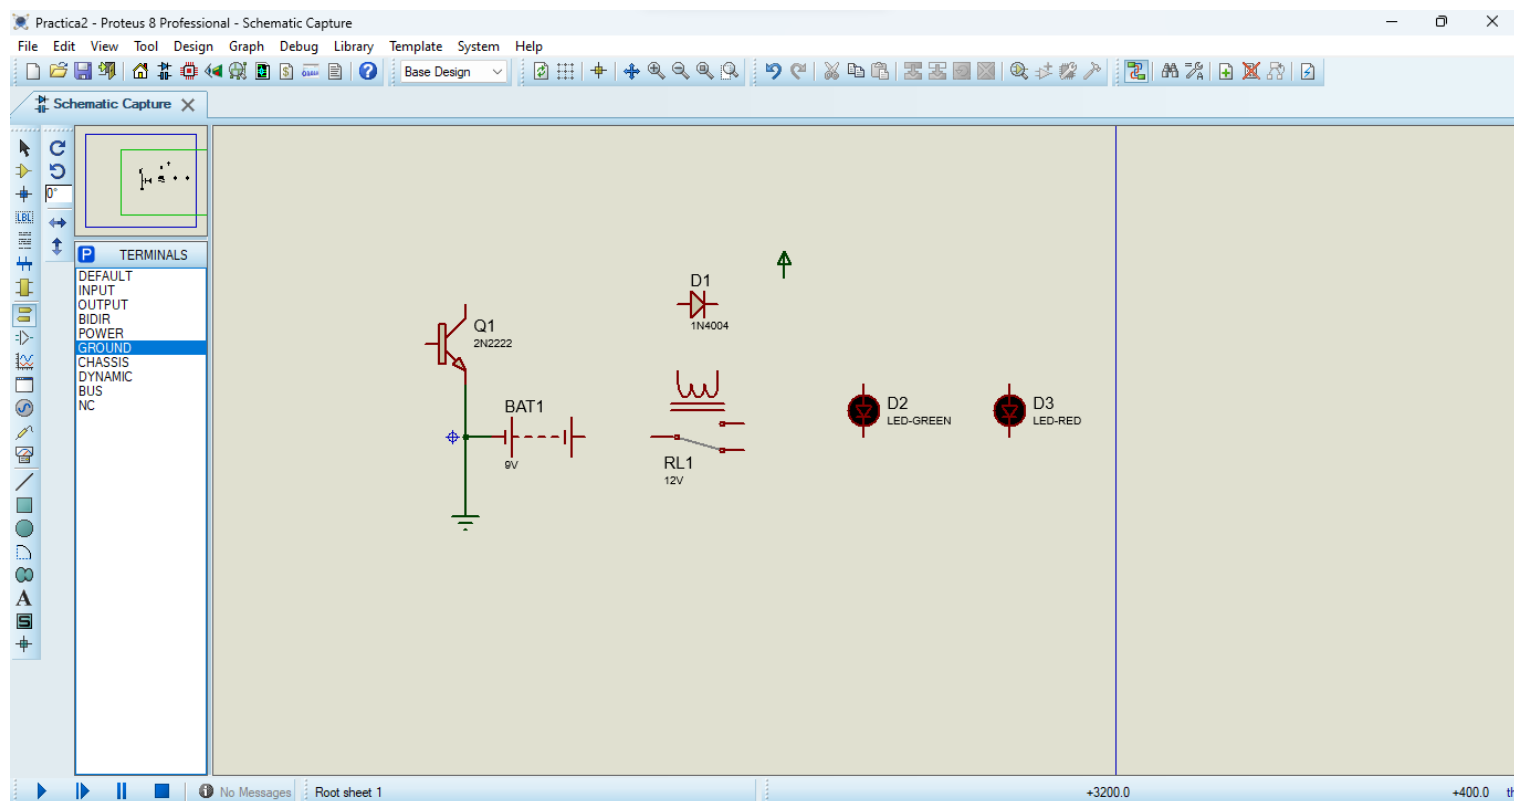 Practica2 - Proteus 8 Professional - Schematic Capture
File Edit View Tool Design Graph Debug Library Template System Help
Base Design
Schematic Capture
0°
LBL
P TERMINALS
DEFAULT
INPUT
OUTPUT
BIDIR
POWER
GROUND
CHASSIS
DYNAMIC
BUS
NC
A
S
D1
1N4004
Q1
2N2222
BAT1
9V
RL1
12V
D2
LED-GREEN
D3
LED-RED
No Messages Root sheet 1 +3200.0 +400.0 th